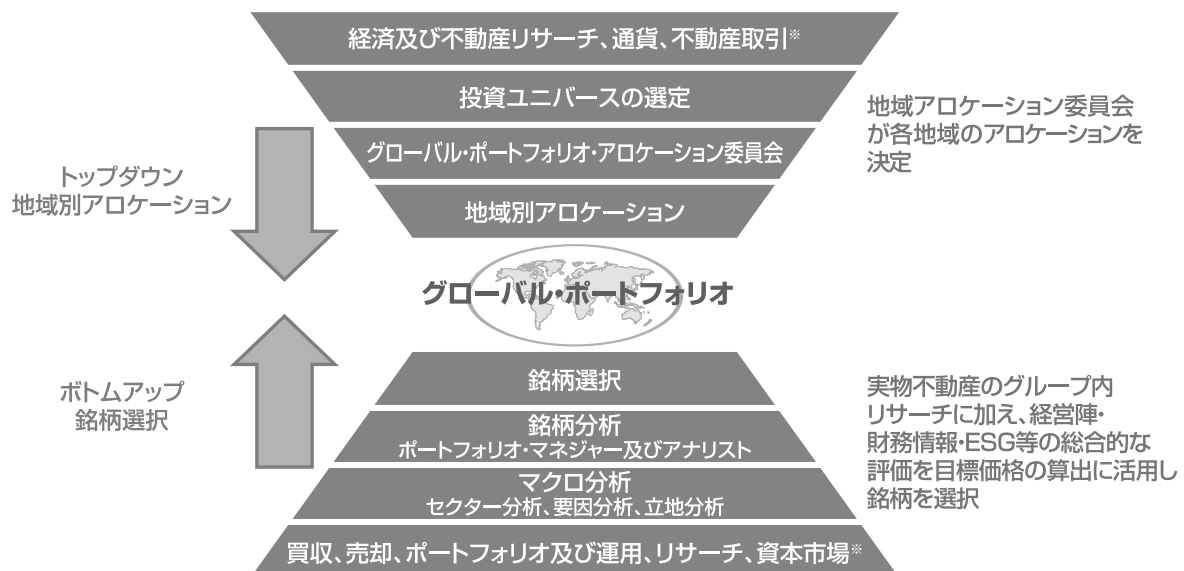 経済及び不動産リサーチ、通貨、不動産取引※
投資ユニバースの選定
グローバル・ポートフォリオ・アロケーション委員会
地域別アロケーション
地域アロケーション委員会
が各地域のアロケーションを
決定
トップダウン
地域別アロケーション
グローバル・ポートフォリオ
ボトムアップ
銘柄選択
銘柄選択
銘柄分析
ポートフォリオ・マネジャー及びアナリスト
マクロ分析
セクター分析、要因分析、立地分析
買収、売却、ポートフォリオ及び運用、リサーチ、資本市場※
実物不動産のグループ内
リサーチに加え、経営陣・
財務情報・ESG等の総合的な
評価を目標価格の算出に活用し
銘柄を選択